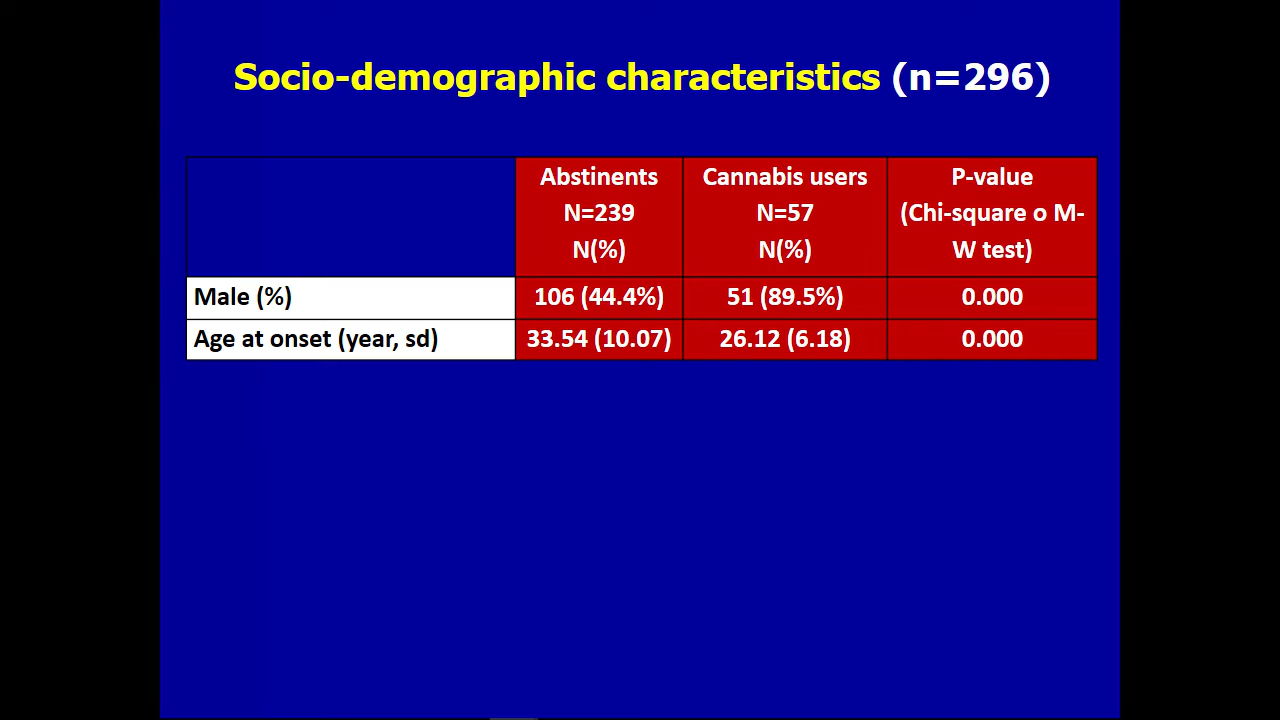 Socio-demographic characteristics (n=296)
Abstinents
N=239
N(%)
Cannabis users
N=57
N(%)
P-value
(Chi-square o M-
W test)
Male (%) 106 (44.4%) 51 (89.5%) 0.000
Age at onset (year, sd) 33.54 (10.07) 26.12 (6.18) 0.000